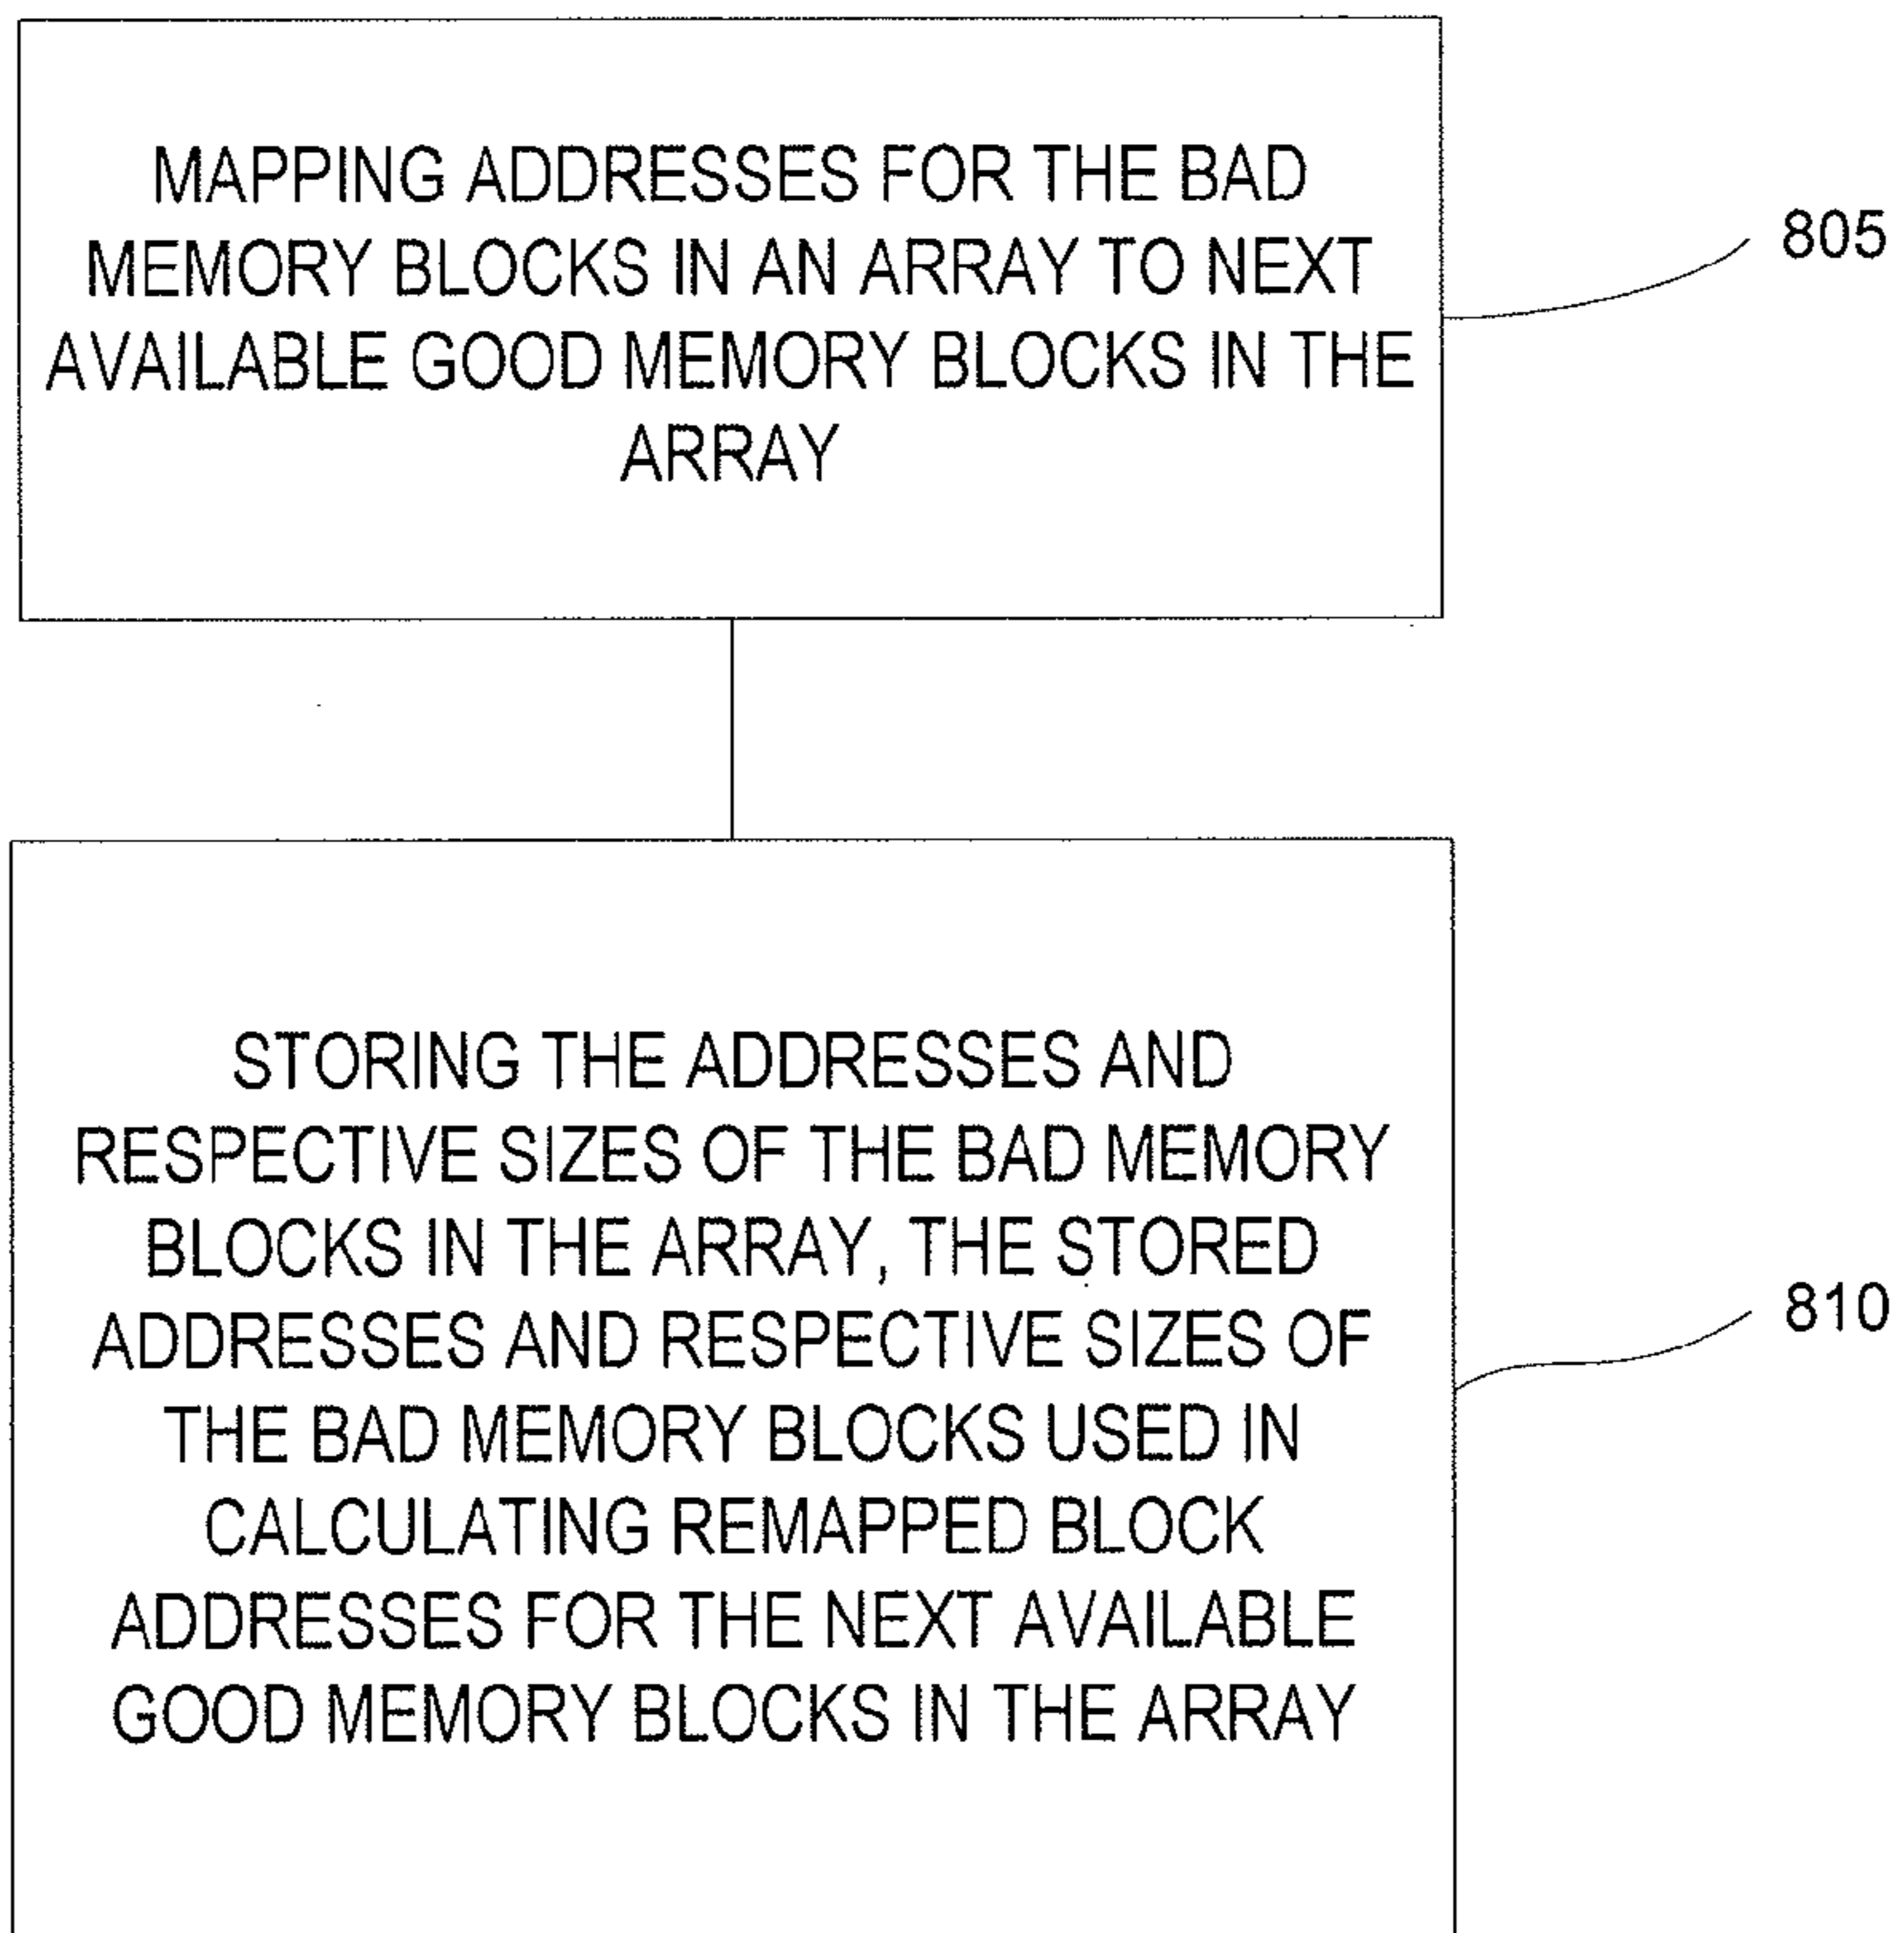 MAPPING ADDRESSES FOR THE BAD
MEMORY BLOCKS IN AN ARRAY TO NEXT
AVAILABLE GOOD MEMORY BLOCKS IN THE
ARRAY
805
STORING THE ADDRESSES AND
RESPECTIVE SIZES OF THE BAD MEMORY
BLOCKS IN THE ARRAY, THE STORED
ADDRESSES AND RESPECTIVE SIZES OF
THE BAD MEMORY BLOCKS USED IN
CALCULATING REMAPPED BLOCK
ADDRESSES FOR THE NEXT AVAILABLE
GOOD MEMORY BLOCKS IN THE ARRAY
810